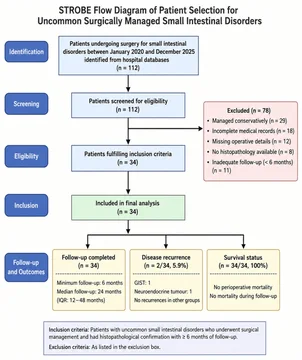 STROBE Flow Diagram of Patient Selection for
Uncommon Surgically Managed Small Intestinal Disorders
Identification
Patients undergoing surgery for small intestinal
disorders between January 2020 and December 2025
identified from hospital databases
(n = 112)
Screening
Patients screened for eligibility
(n = 112)
Excluded (n = 78)
• Managed conservatively (n = 29)
• Incomplete medical records (n = 18)
• Missing operative details (n = 12)
• No histopathology available (n = 8)
• Inadequate follow-up (< 6 months)
(n = 11)
Eligibility
Patients fulfilling inclusion criteria
(n = 34)
Inclusion
Included in final analysis
(n = 34)
Follow-up
and Outcomes
Follow-up completed
(n = 34)
Minimum follow-up: 6 months
Median follow-up: 24 months
(IQR: 12–48 months)
Disease recurrence
(n = 2/34, 5.9%)
GIST: 1
Neuroendocrine tumour: 1
No recurrences in other groups
Survival status
(n = 34/34, 100%)
No perioperative mortality
No mortality during follow-up
Inclusion criteria: Patients with uncommon small intestinal disorders who underwent surgical
management and had histopathological confirmation with ≥ 6 months of follow-up.
Exclusion criteria: As listed in the exclusion box.